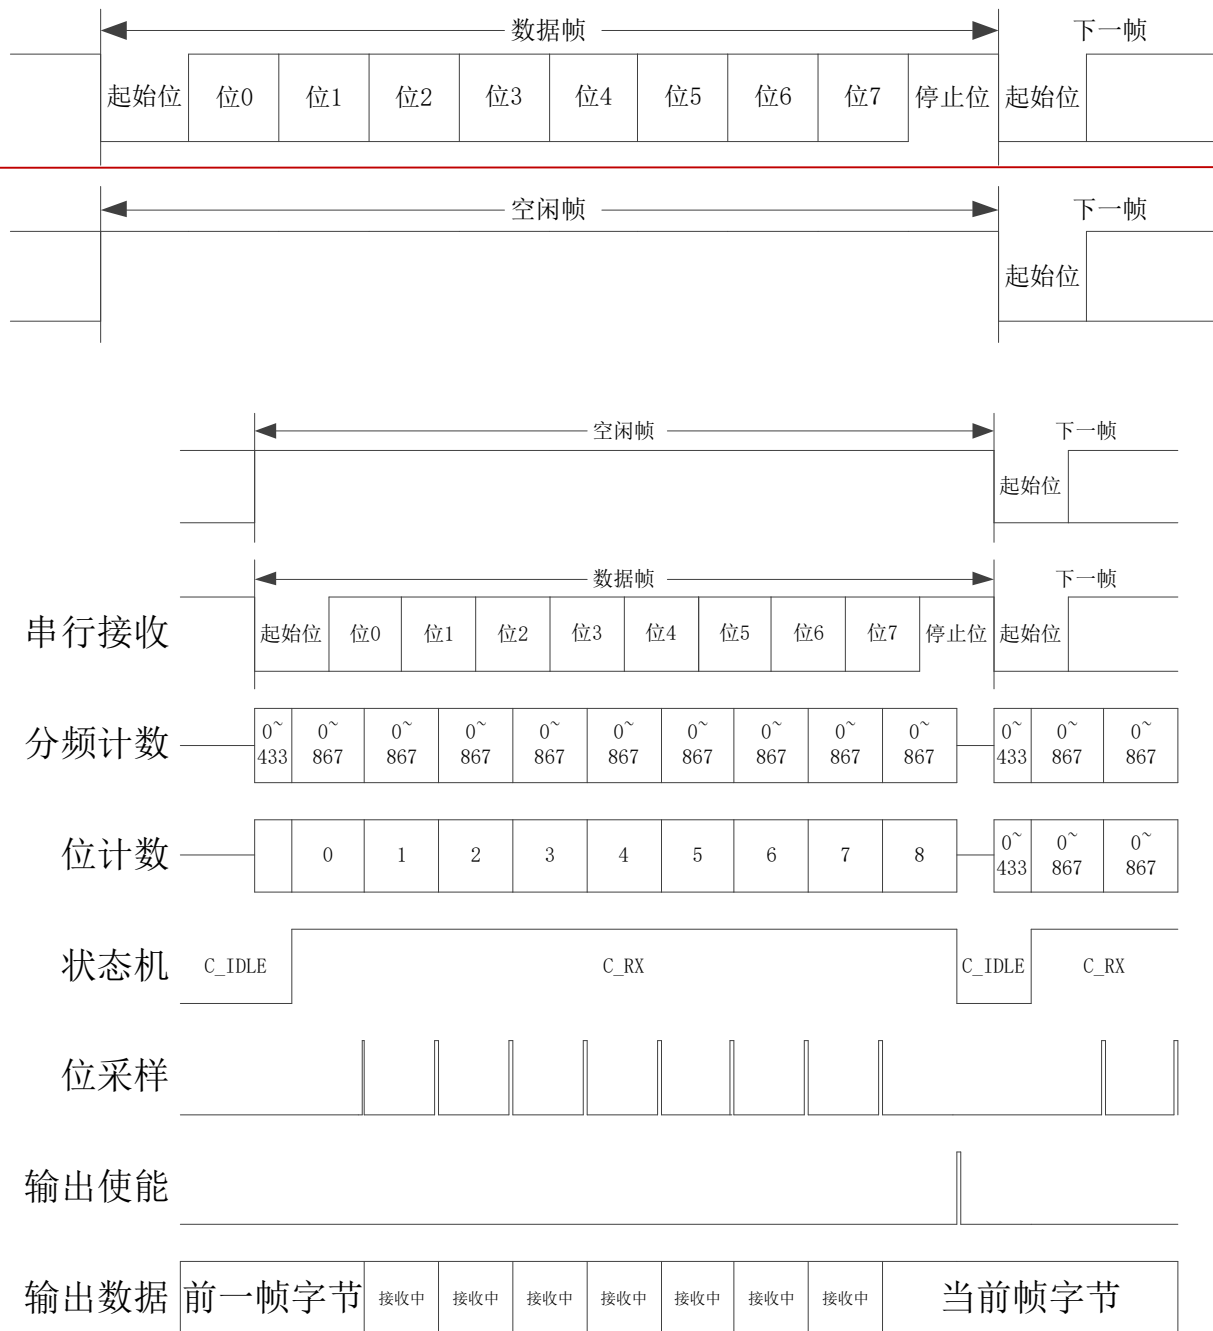 数据帧 下一帧
起始位 位0 位1 位2 位3 位4 位5 位6 位7 停止位 起始位
空闲帧 下一帧
起始位
空闲帧 下一帧
起始位
数据帧 下一帧
串行接收 起始位 位0 位1 位2 位3 位4 位5 位6 位7 停止位 起始位
分频计数 0~433 0~867 0~867 0~867 0~867 0~867 0~867 0~867 0~867 0~867 0~433 0~867 0~867
位计数 0 1 2 3 4 5 6 7 8 0~433 0~867 0~867
状态机 C_IDLE C_RX C_IDLE C_RX
位采样
输出使能
输出数据 前一帧字节 接收中 接收中 接收中 接收中 接收中 接收中 接收中 当前帧字节